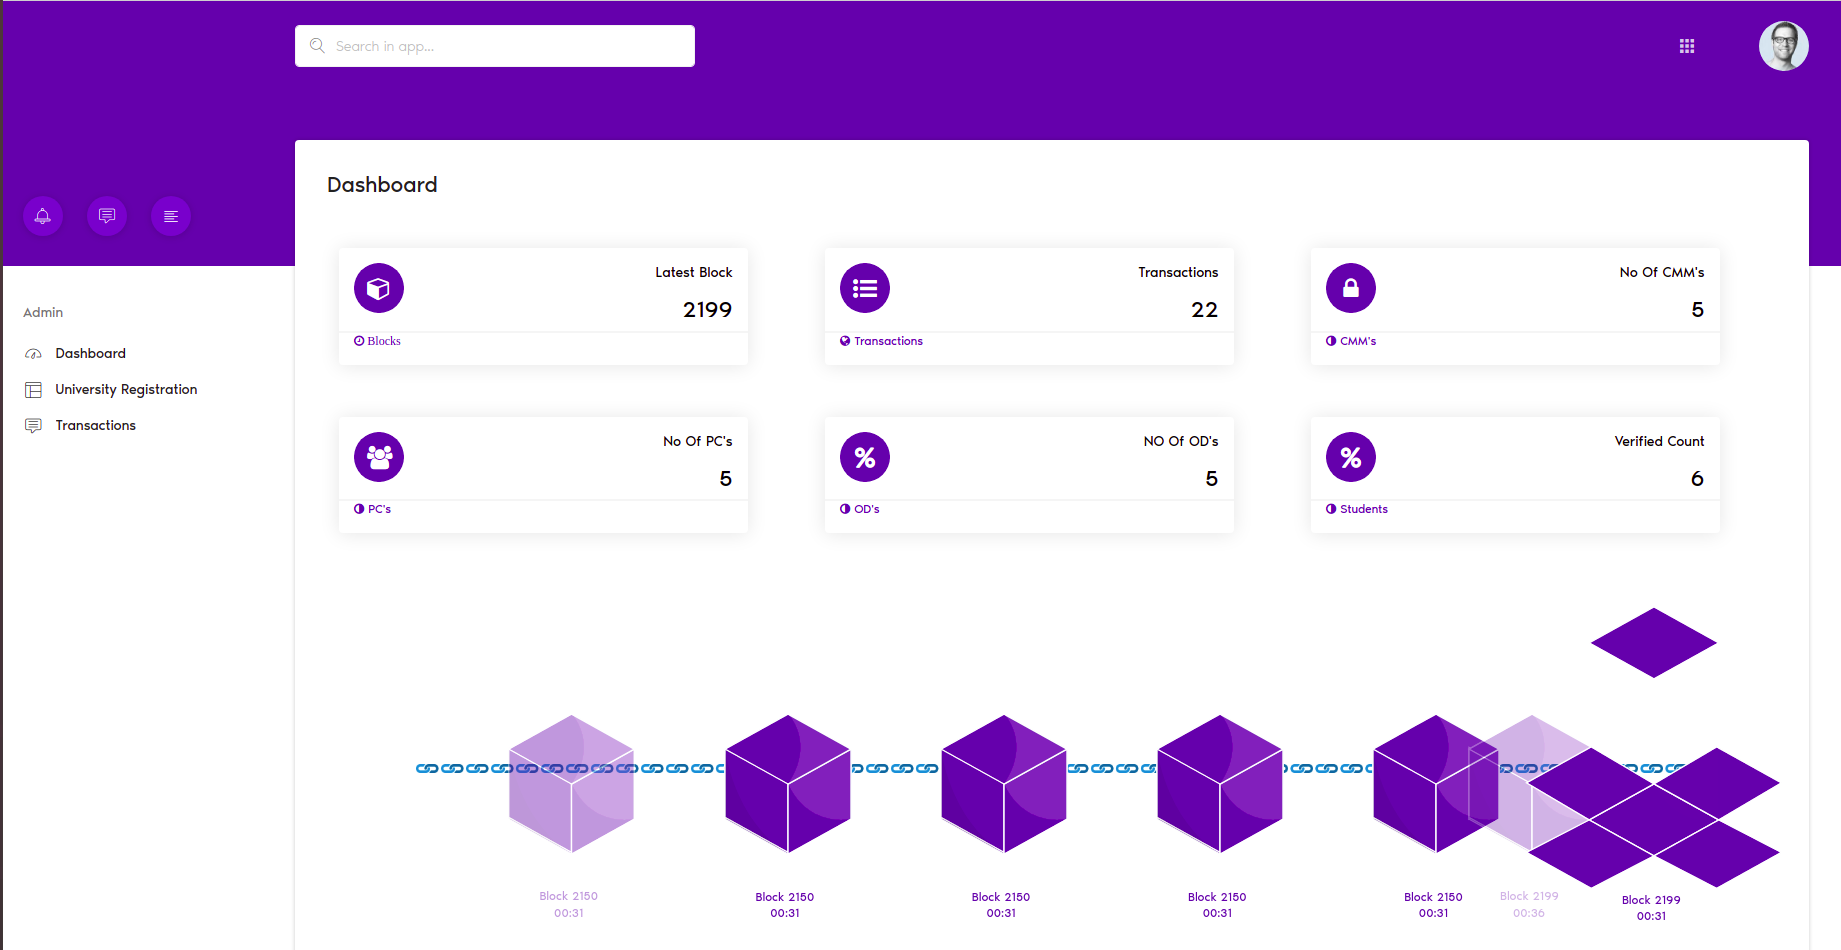 Search in app...
Dashboard
Latest Block
2199
Blocks
Transactions
22
Transactions
No Of CMM's
5
CMM's
Admin
Dashboard
University Registration
Transactions
No Of PC's
5
PC's
NO Of OD's
5
OD's
Verified Count
6
Students
Block 2150
00:31
Block 2150
00:31
Block 2150
00:31
Block 2150
00:31
Block 2150
00:31
Block 2199
00:36
Block 2199
00:31